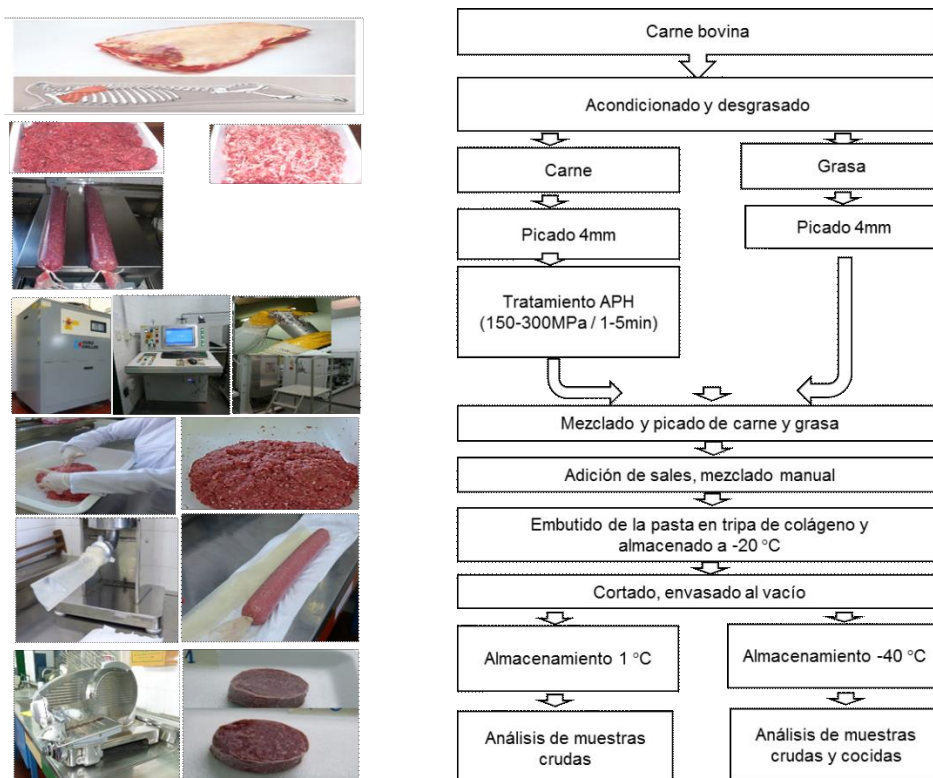 Carne bovina
Acondicionado y desgrasado
Carne
Grasa
Picado 4mm
Picado 4mm
Tratamiento APH
(150-300MPa / 1-5min)
Mezclado y picado de carne y grasa
Adición de sales, mezclado manual
Embutido de la pasta en tripa de colágeno y
almacenado a -20 °C
Cortado, envasado al vacío
Almacenamiento 1 °C
Almacenamiento -40 °C
Análisis de muestras
crudas
Análisis de muestras
crudas y cocidas